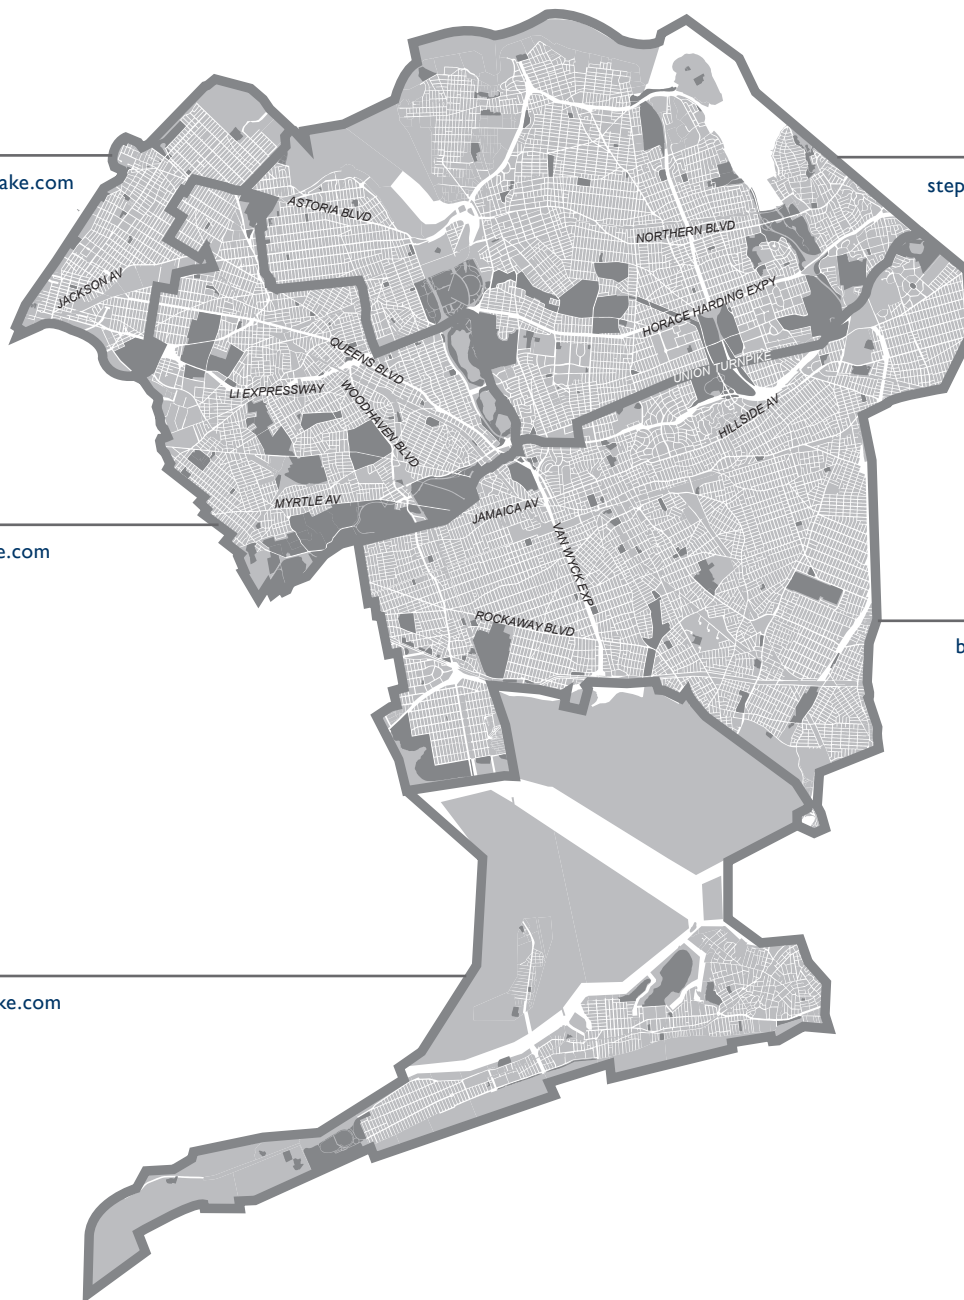 ake.com
step
ASTORIA BLVD
NORTHERN BLVD
JACKSON AV
HORACE HARDING EXPY
QUEENS BLVD
UNION TURNPIKE
LI EXPRESSWAY
WOODHAVEN BLVD
HILLSIDE AV
MYRTLE AV
JAMAICA AV
e.com
VAN WYCK EXP
ROCKAWAY BLVD
b
ke.com